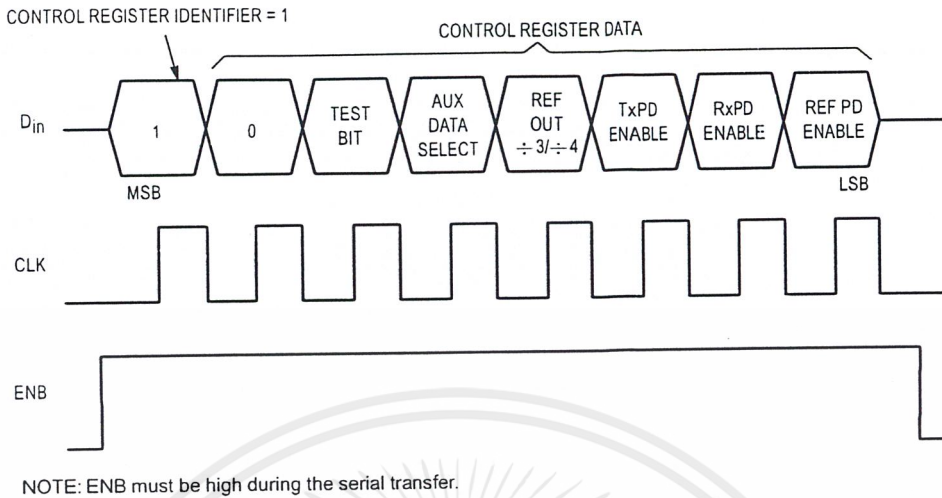 CONTROL REGISTER IDENTIFIER = 1
CONTROL REGISTER DATA
Din
1
0
TEST
BIT
AUX
DATA
SELECT
REF
OUT
÷ 3/÷ 4
TxPD
ENABLE
RxPD
ENABLE
REF PD
ENABLE
MSB
LSB
CLK
ENB
NOTE: ENB must be high during the serial transfer.